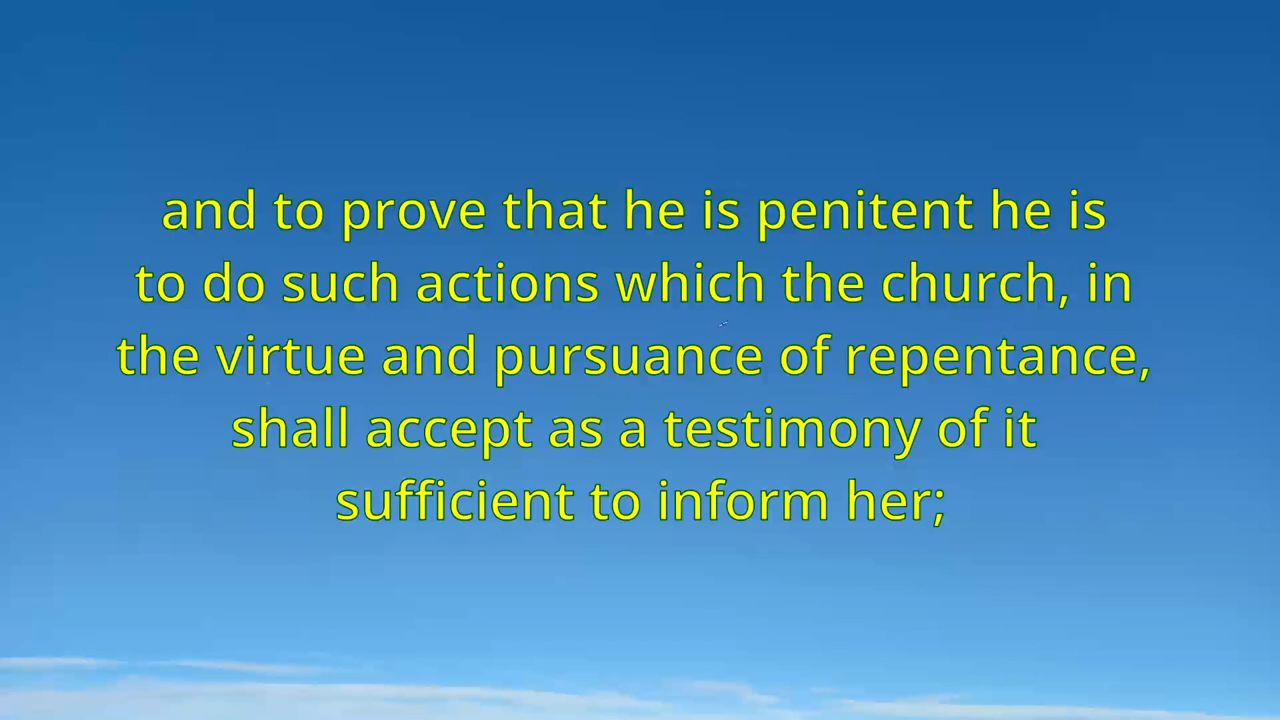 and to prove that he is penitent he is
to do such actions which the church, in
the virtue and pursuance of repentance,
shall accept as a testimony of it
sufficient to inform her;